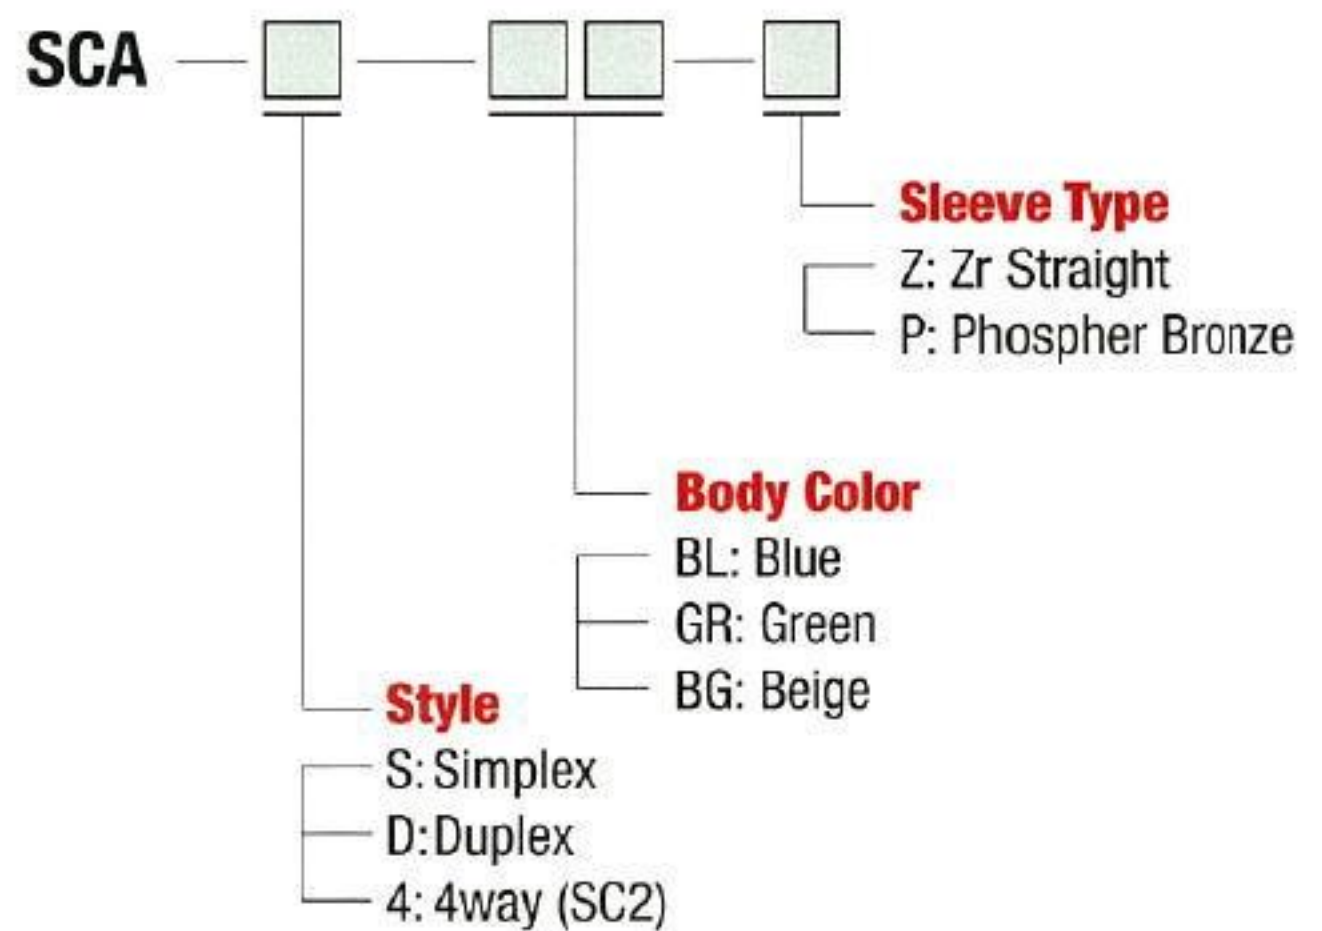 SCA
Sleeve Type
Z: Zr Straight
P: Phospher Bronze
Body Color
BL: Blue
GR: Green
BG: Beige
Style
S: Simplex
D: Duplex
4: 4way (SC2)